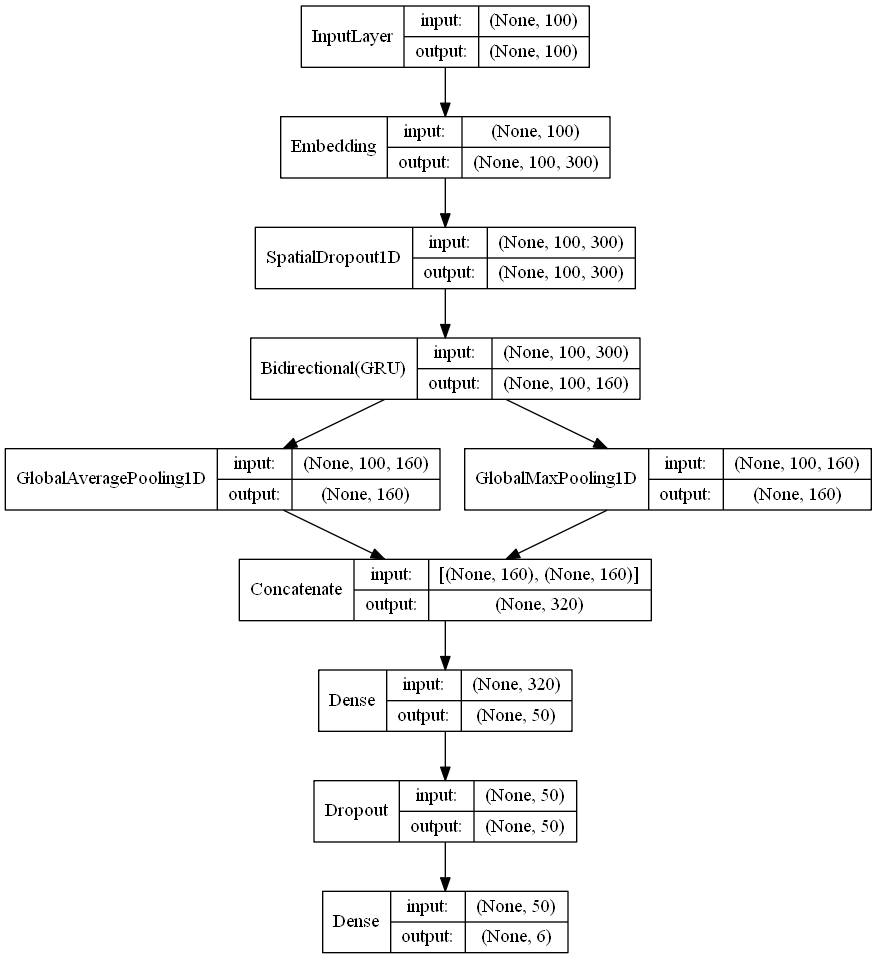 InputLayer
input:
(None, 100)
output:
(None, 100)
Embedding
input:
(None, 100)
output:
(None, 100, 300)
SpatialDropout1D
input:
(None, 100, 300)
output:
(None, 100, 300)
Bidirectional(GRU)
input:
(None, 100, 300)
output:
(None, 100, 160)
GlobalAveragePooling1D
input:
(None, 100, 160)
output:
(None, 160)
GlobalMaxPooling1D
input:
(None, 100, 160)
output:
(None, 160)
Concatenate
input:
[(None, 160), (None, 160)]
output:
(None, 320)
Dense
input:
(None, 320)
output:
(None, 50)
Dropout
input:
(None, 50)
output:
(None, 50)
Dense
input:
(None, 50)
output:
(None, 6)